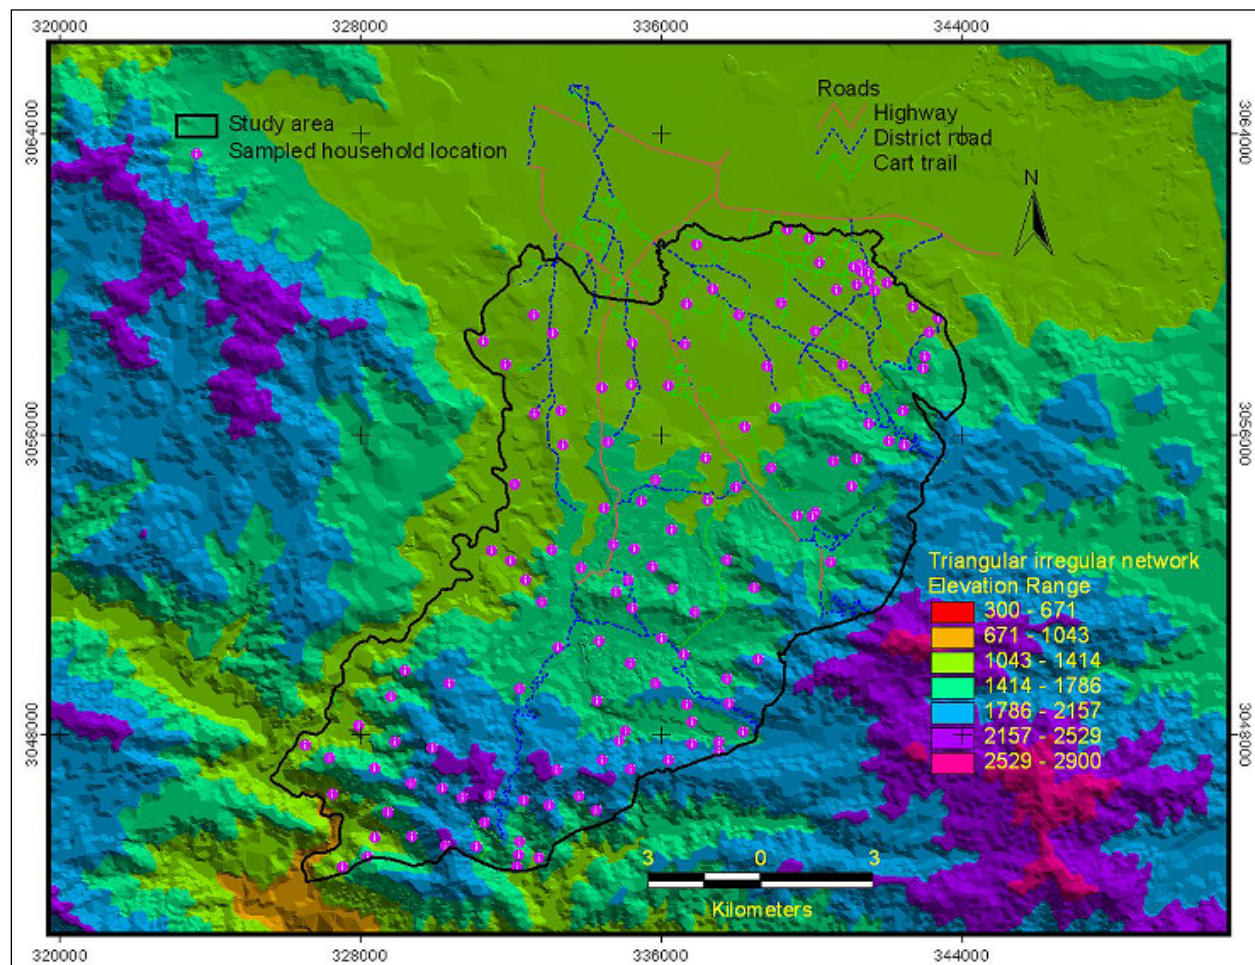 320000 328000 336000 344000
Roads
Study area
Highway
3064000 3064000
Sampled household location
District road
Cart trail
N
3056000 3056000
Triangular irregular network
Elevation Range
300 - 671
671 - 1043
1043 - 1414
1414 - 1786
1786 - 2157
3048000 3048000
2157 - 2529
2529 - 2900
3 0 3
Kilometers
320000 328000 336000 344000